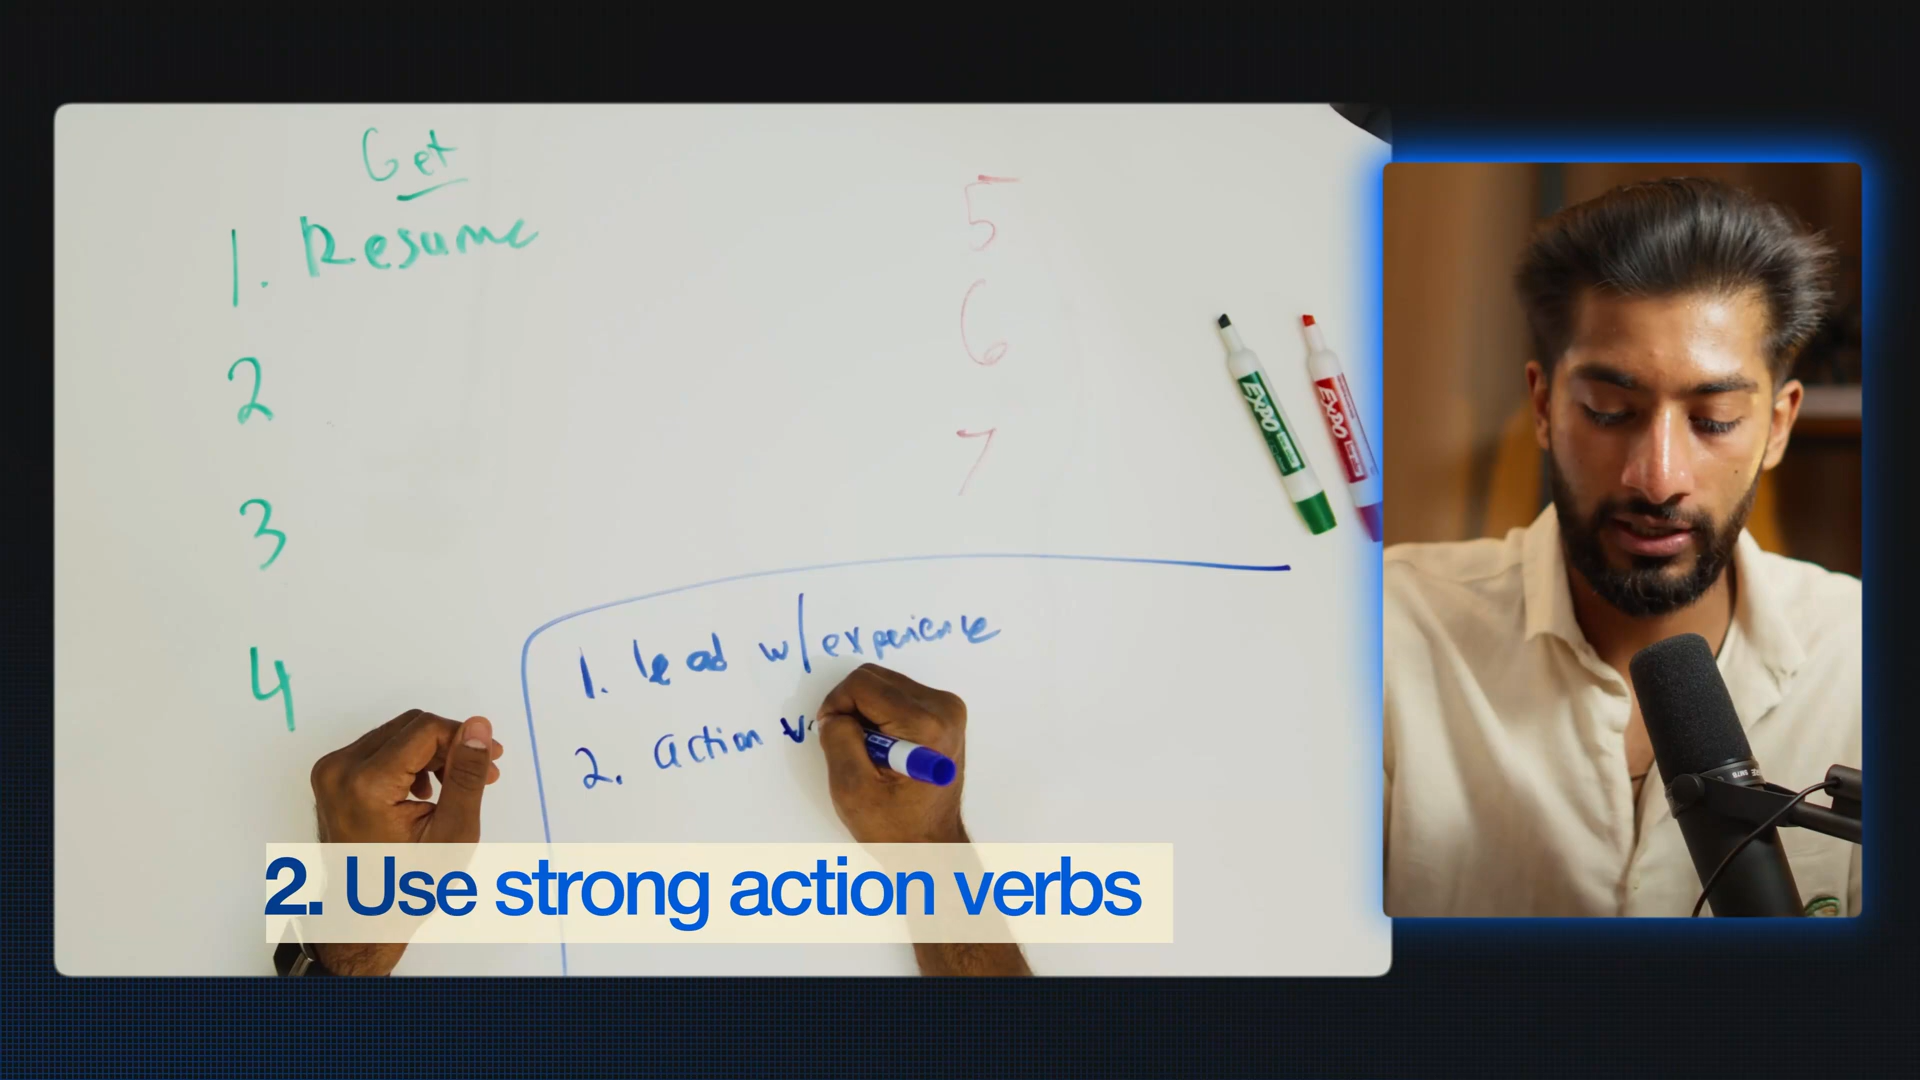 Get
1. Resume
2
3
4
5
6
7
EXPO
EXPO
1. lead w/ experience
2. action v
2. Use strong action verbs